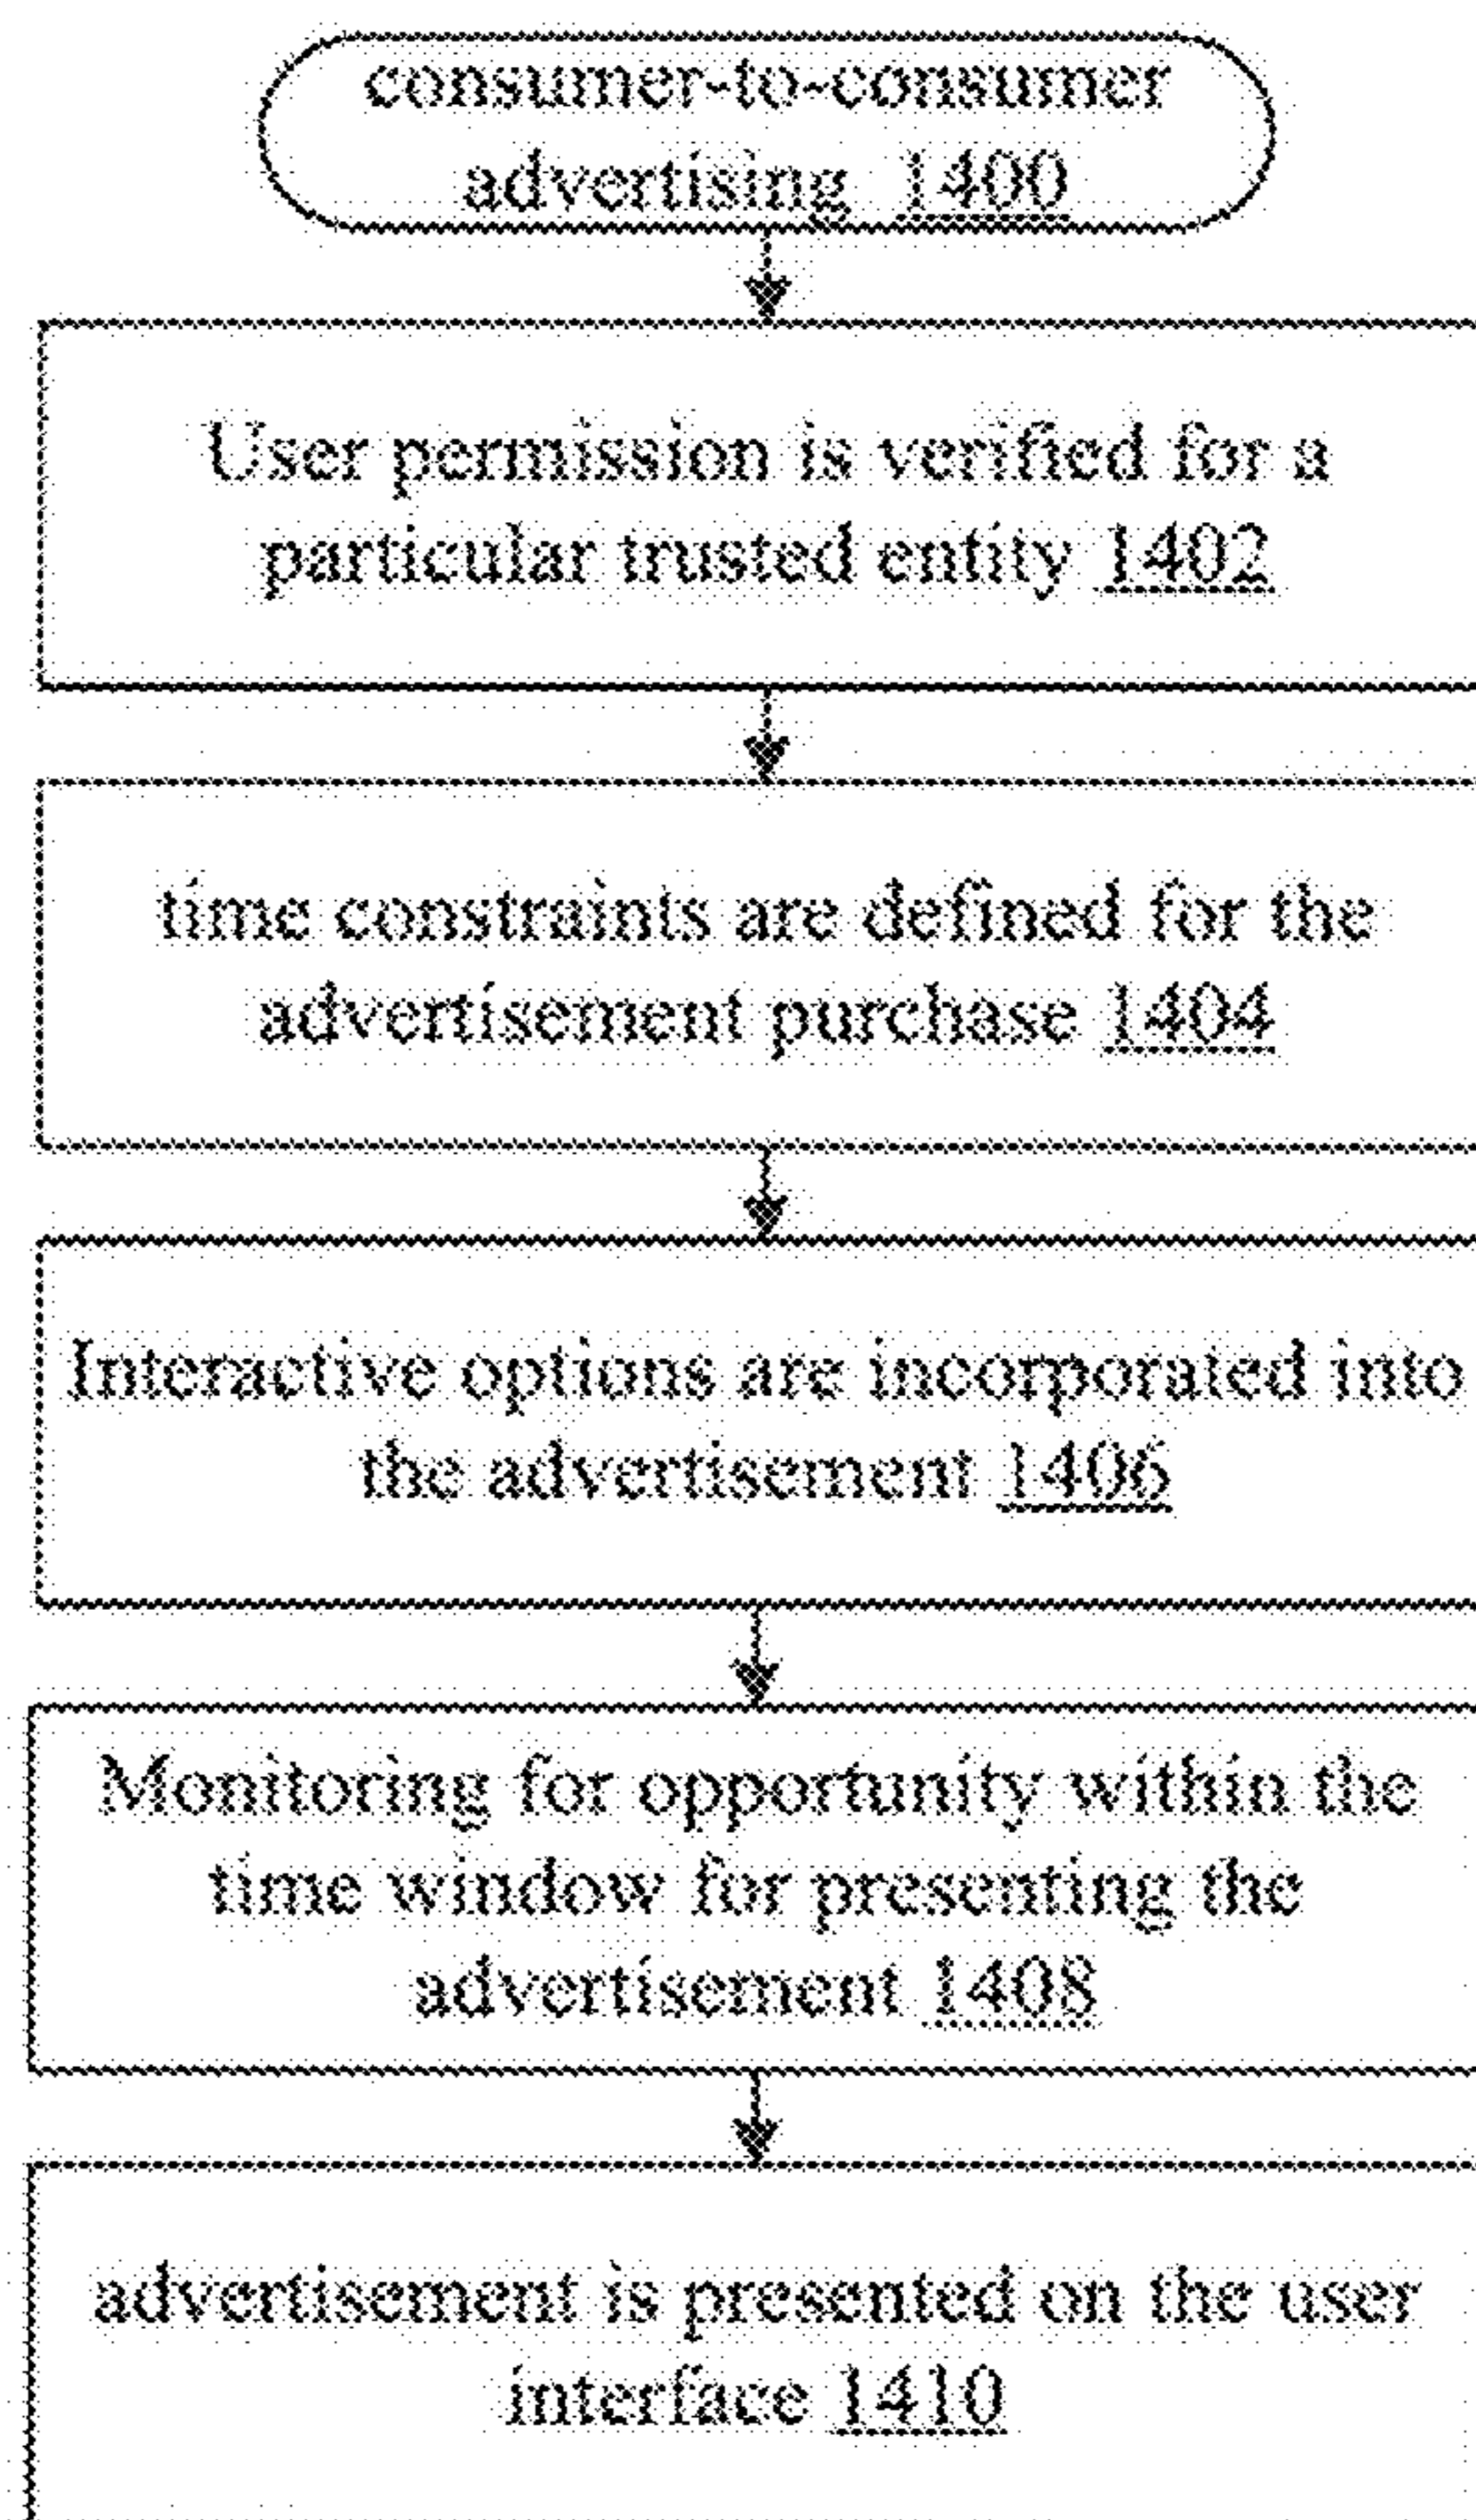 consumer-to-consumer
advertising 1400
User permission is verified for a
particular trusted entity 1402
time constraints are defined for the
advertisement purchase 1404
Interactive options are incorporated into
the advertisement 1406
Monitoring for opportunity within the
time window for presenting the
advertisement 1408
advertisement is presented on the user
interface 1410